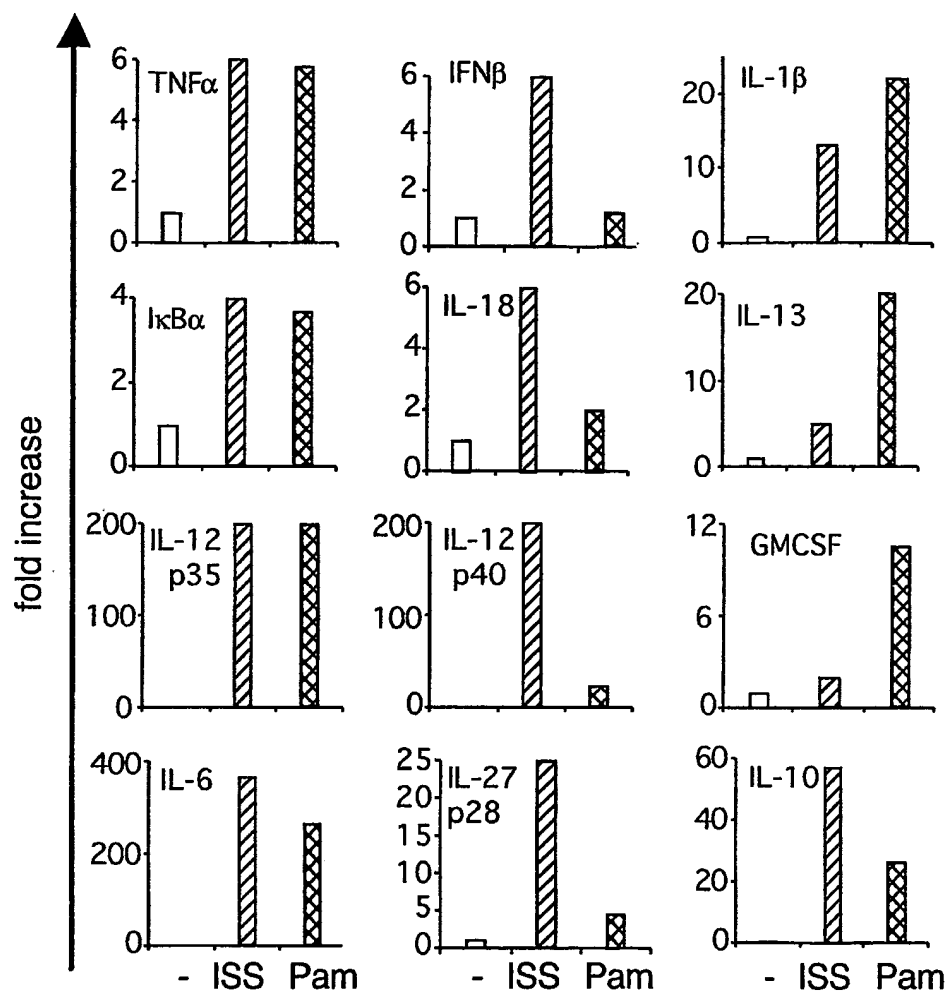 fold increase
6
4
2
0
TNFα
6
4
2
0
IFNβ
20
10
0
IL-1β
4
2
0
IκBα
6
4
2
0
IL-18
20
10
0
IL-13
200
100
0
IL-12
p35
200
100
0
IL-12
p40
12
6
0
GMCSF
400
200
0
IL-6
25
20
15
10
5
0
IL-27
p28
60
40
20
0
IL-10
- ISS Pam
- ISS Pam
- ISS Pam